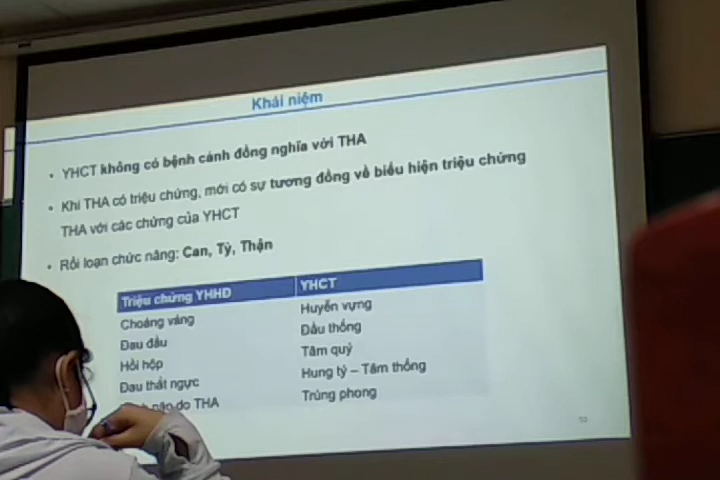 Khái niệm
• YHCT không có bệnh cảnh đồng nghĩa với THA
• Khi THA có triệu chứng, mới có sự tương đồng về biểu hiện triệu chứng
THA với các chứng của YHCT
• Rối loạn chức năng: Can, Tỳ, Thận
Triệu chứng YHHĐ YHCT
Choáng váng Huyễn vựng
Đau đầu Đầu thống
Hồi hộp Tâm quý
Đau thắt ngực Hung tý – Tâm thống
não do THA Trúng phong